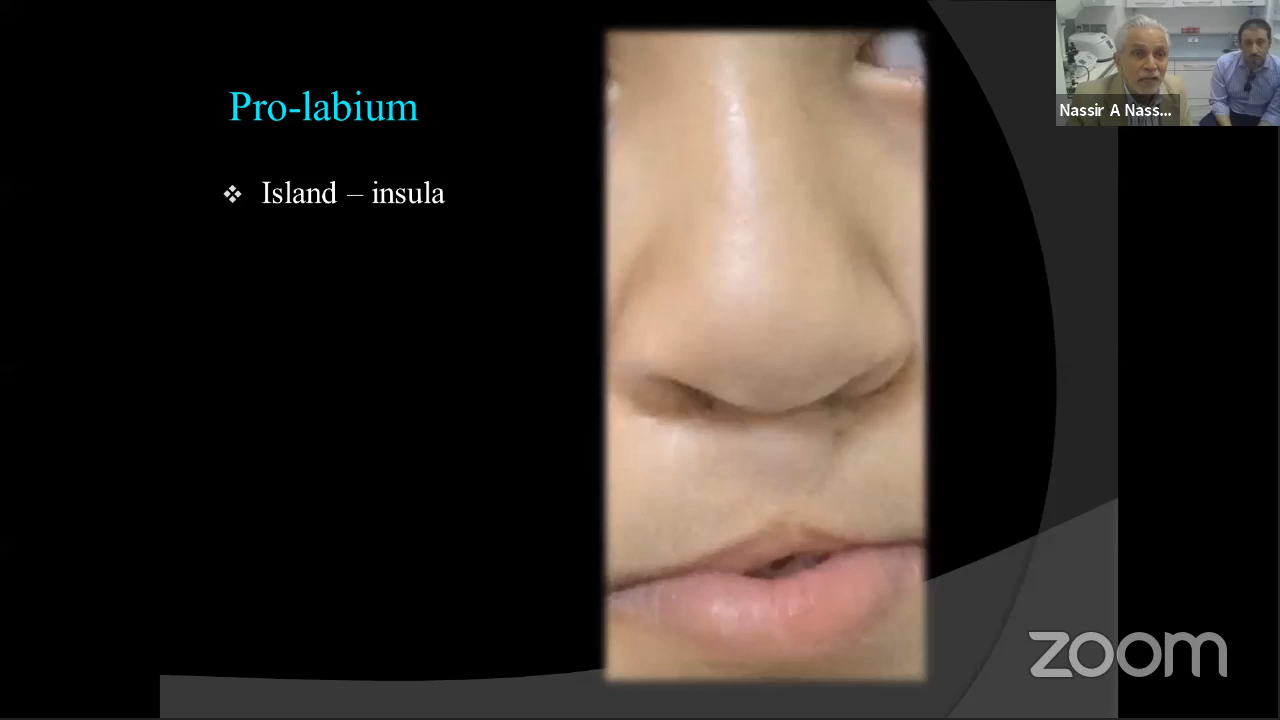 Pro-labium
❖ Island – insula
Nassir A Nass...
zoom